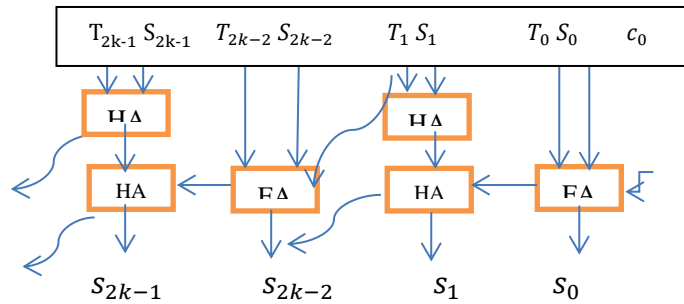 T₂ₖ₋₁ S₂ₖ₋₁ T₂ₖ₋₂ S₂ₖ₋₂ T₁ S₁ T₀ S₀ c₀
HA HA
HA FA HA FA
s₂ₖ₋₁ s₂ₖ₋₂ s₁ s₀